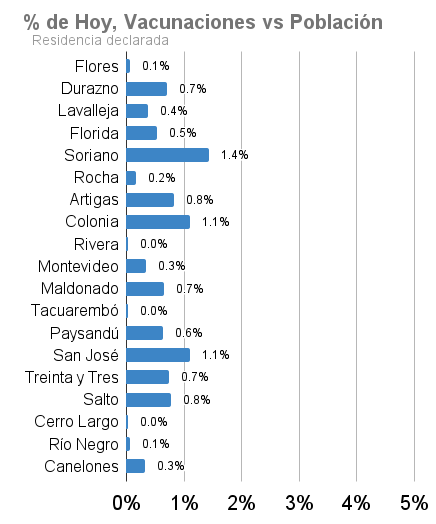 % de Hoy, Vacunaciones vs Población
Residencia declarada
Flores 0.1%
Durazno 0.7%
Lavalleja 0.4%
Florida 0.5%
Soriano 1.4%
Rocha 0.2%
Artigas 0.8%
Colonia 1.1%
Rivera 0.0%
Montevideo 0.3%
Maldonado 0.7%
Tacuarembó 0.0%
Paysandú 0.6%
San José 1.1%
Treinta y Tres 0.7%
Salto 0.8%
Cerro Largo 0.0%
Río Negro 0.1%
Canelones 0.3%
0% 1% 2% 3% 4% 5%